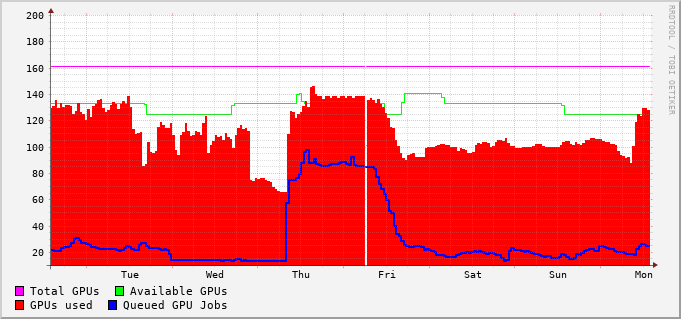 200
180
160
140
120
100
80
60
40
20
Tue Wed Thu Fri Sat Sun Mon
Total GPUs Available GPUs
GPUs used Queued GPU Jobs
RRDTOOL / TOBI OETIKER